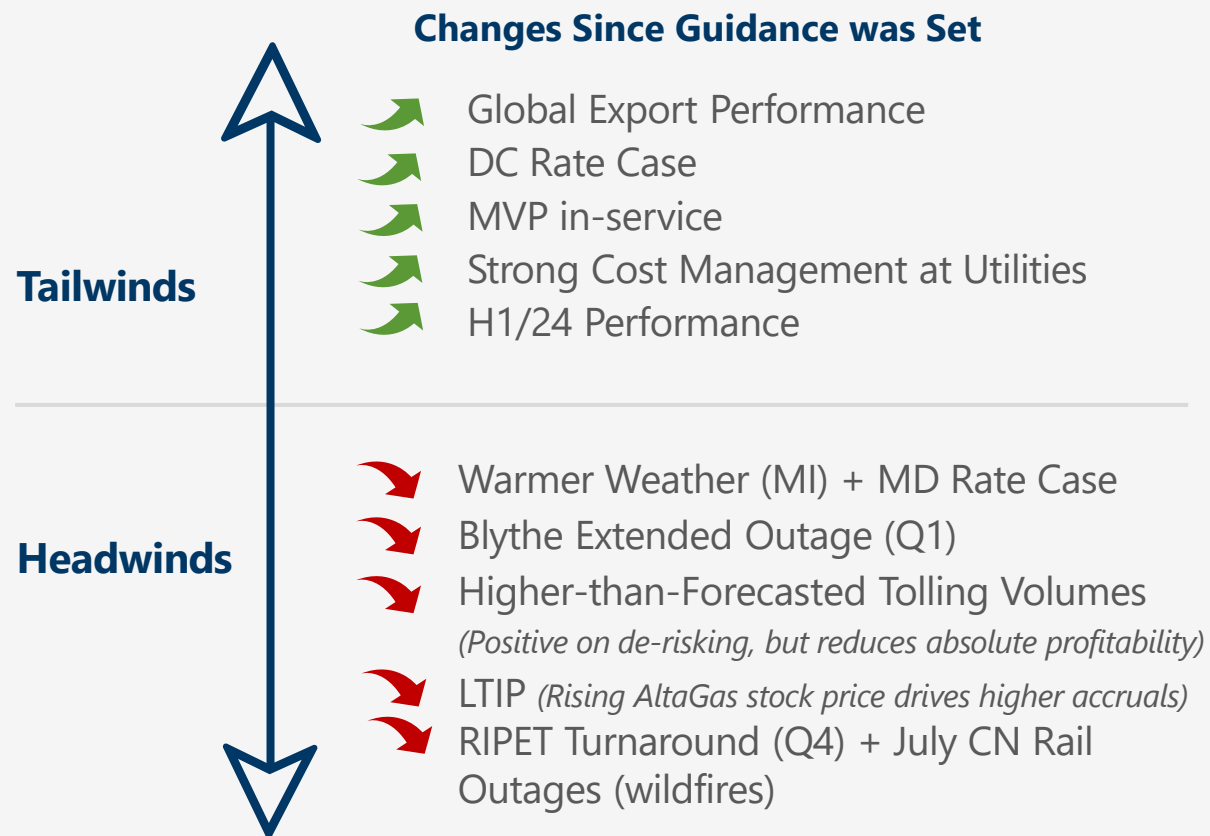 Changes Since Guidance was Set
Tailwinds
Global Export Performance
DC Rate Case
MVP in-service
Strong Cost Management at Utilities
H1/24 Performance
Headwinds
Warmer Weather (MI) + MD Rate Case
Blythe Extended Outage (Q1)
Higher-than-Forecasted Tolling Volumes
(Positive on de-risking, but reduces absolute profitability)
LTIP (Rising AltaGas stock price drives higher accruals)
RIPET Turnaround (Q4) + July CN Rail
Outages (wildfires)